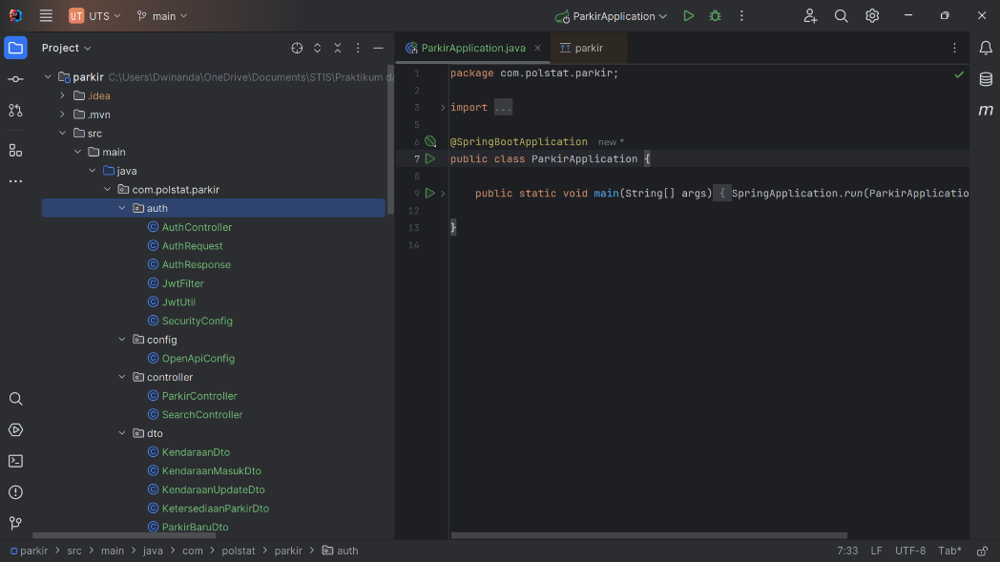 UT UTS main ParkirApplication
Project ParkirApplication.java parkir
parkir C:\Users\Dwinanda\OneDrive\Documents\STIS\Praktikum da
.idea
.mvn
src
main
java
com.polstat.parkir
auth
AuthController
AuthRequest
AuthResponse
JwtFilter
JwtUtil
SecurityConfig
config
OpenApiConfig
controller
ParkirController
SearchController
dto
KendaraanDto
KendaraanMasukDto
KendaraanUpdateDto
KetersediaanParkirDto
ParkirBaruDto
1 package com.polstat.parkir;
2
3 import ...
5
6 @SpringBootApplication new *
7 public class ParkirApplication {
8
9 public static void main(String[] args) { SpringApplication.run(ParkirApplicatio
12
13 }
14
m
parkir > src > main > java > com > polstat > parkir > auth 7:33 LF UTF-8 Tab*